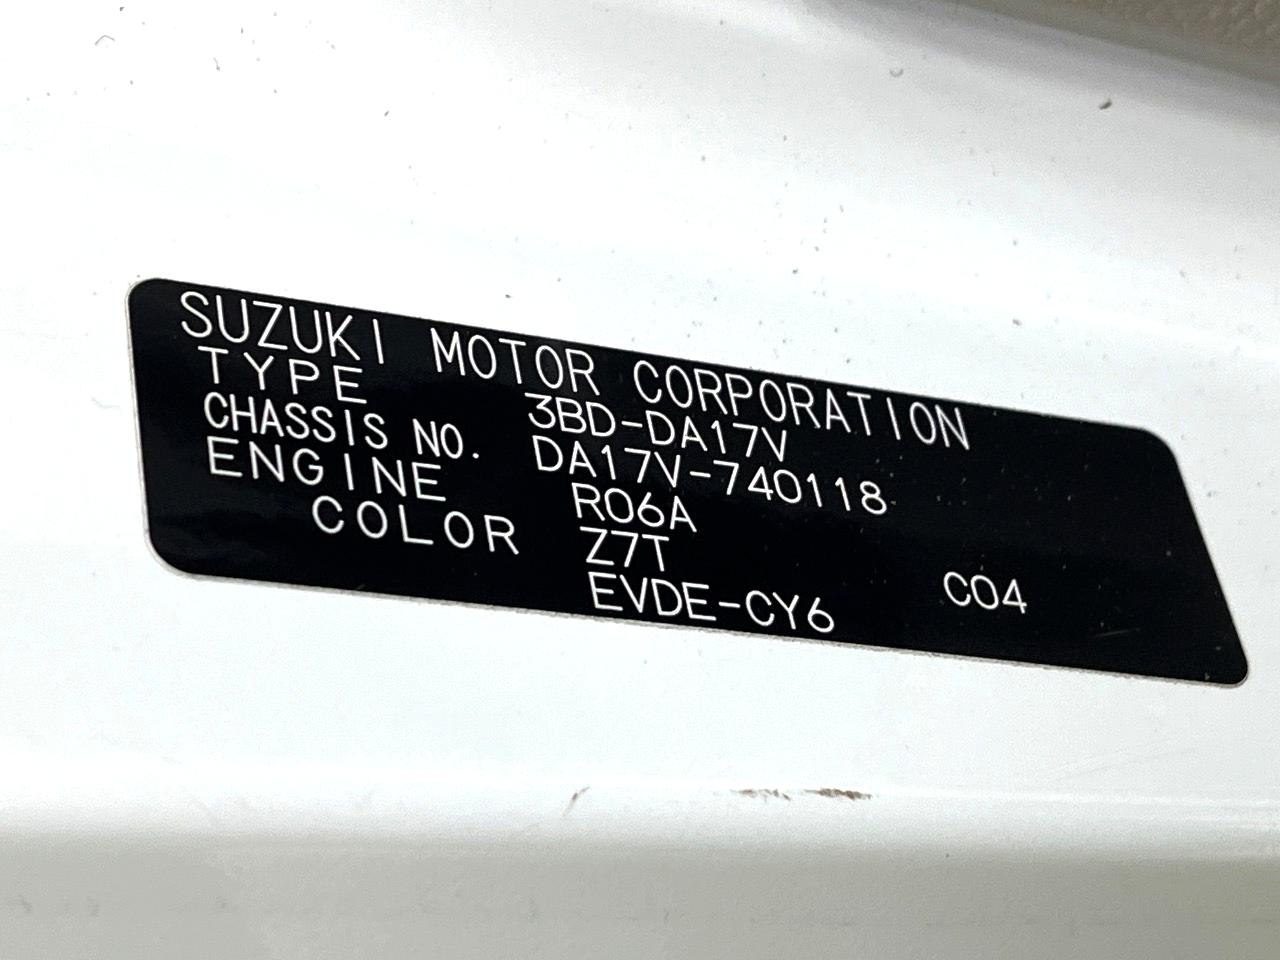 SUZUKI MOTOR CORPORATION
TYPE 3BD-DA17V
CHASSIS NO. DA17V-740118
ENGINE R06A
COLOR Z7T
EVDE-CY6 C04